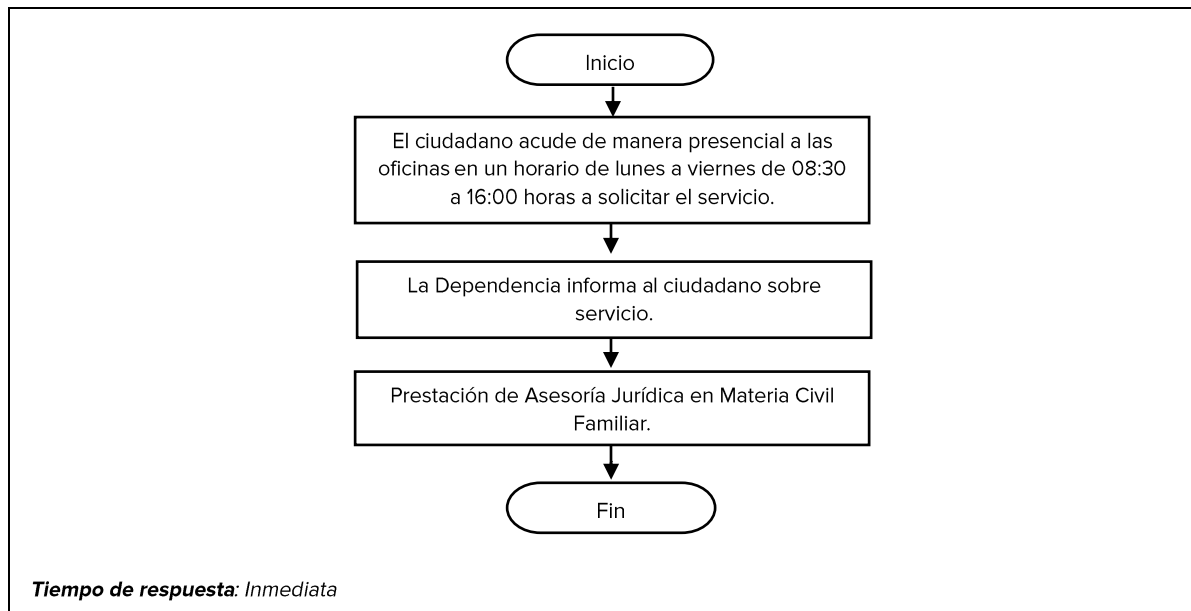 Inicio
El ciudadano acude de manera presencial a las
oficinas en un horario de lunes a viernes de 08:30
a 16:00 horas a solicitar el servicio.
La Dependencia informa al ciudadano sobre
servicio.
Prestación de Asesoría Jurídica en Materia Civil
Familiar.
Fin
Tiempo de respuesta: Inmediata